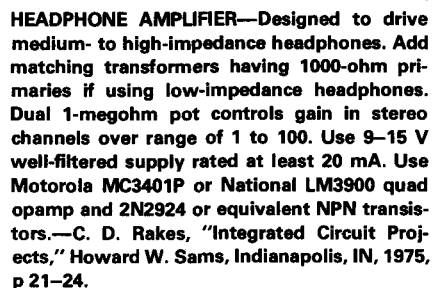 HEADPHONE AMPLIFIER—Designed to drive
medium- to high-impedance headphones. Add
matching transformers having 1000-ohm pri-
maries if using low-impedance headphones.
Dual 1-megohm pot controls gain in stereo
channels over range of 1 to 100. Use 9–15 V
well-filtered supply rated at least 20 mA. Use
Motorola MC3401P or National LM3900 quad
opamp and 2N2924 or equivalent NPN transis-
tors.—C. D. Rakes, "Integrated Circuit Proj-
ects," Howard W. Sams, Indianapolis, IN, 1975,
p 21–24.